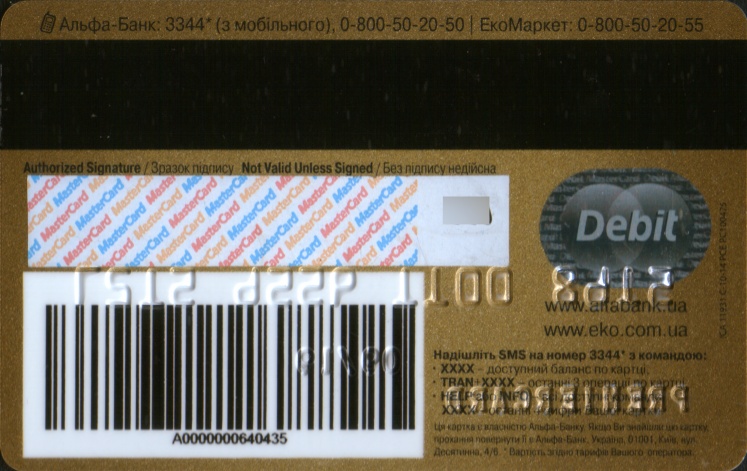 Альфа-Банк: 3344* (з мобільного), 0-800-50-20-50 | ЕкоМаркет: 0-800-50-20-55
Authorized Signature / Зразок підпису Not Valid Unless Signed / Без підпису недійсна
MasterCard
Debit
www.alfabank.ua
www.eko.com.ua
A0000000640435
Надішліть SMS на номер 3344* з командою:
· XXXX – доступний баланс по картці,
· TRAN XXXX – останні операції по картці
Ця картка є власністю Альфа-Банку. Якщо Ви знайшли цю картку,
прохання повернути її в Альфа-Банк, Україна, 01001, Київ, вул.
Десятинна, 4/6. * Вартість згідно тарифів Вашого оператора.